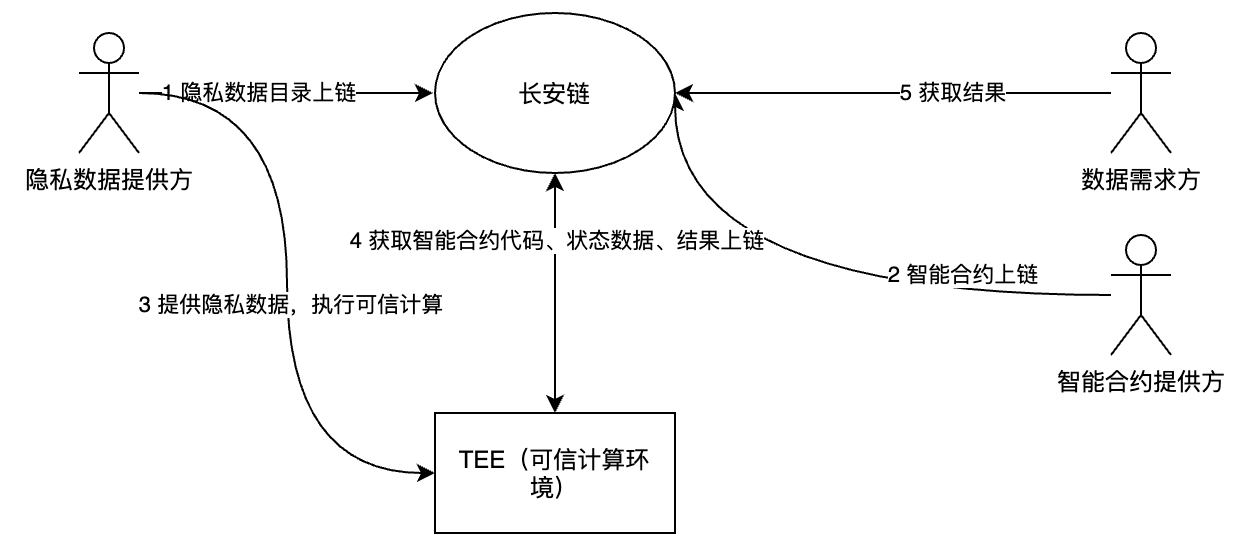 1 隐私数据目录上链
长安链
5 获取结果
隐私数据提供方
数据需求方
4 获取智能合约代码、状态数据、结果上链
2 智能合约上链
3 提供隐私数据，执行可信计算
智能合约提供方
TEE（可信计算环
境）